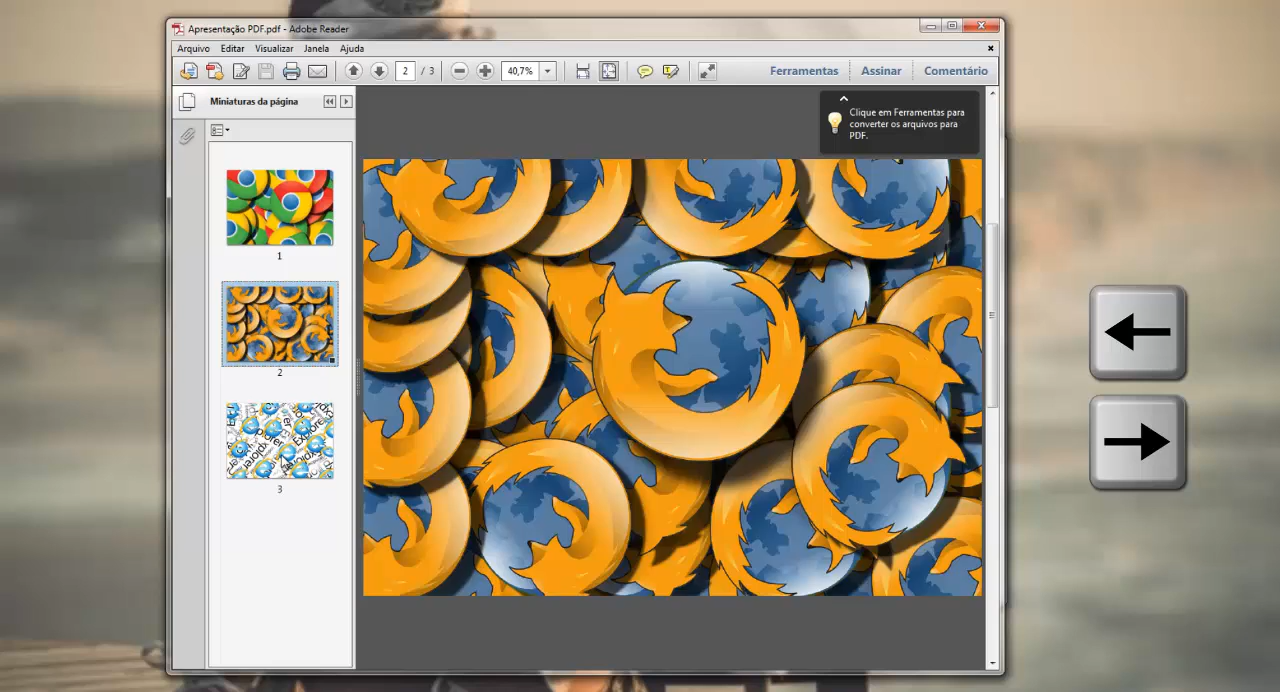 Apresentação PDF.pdf - Adobe Reader
Arquivo Editar Visualizar Janela Ajuda
2 / 3 40,7% Ferramentas Assinar Comentário
Miniaturas da página
Clique em Ferramentas para
converter os arquivos para
PDF.
1
2
Explorer
3